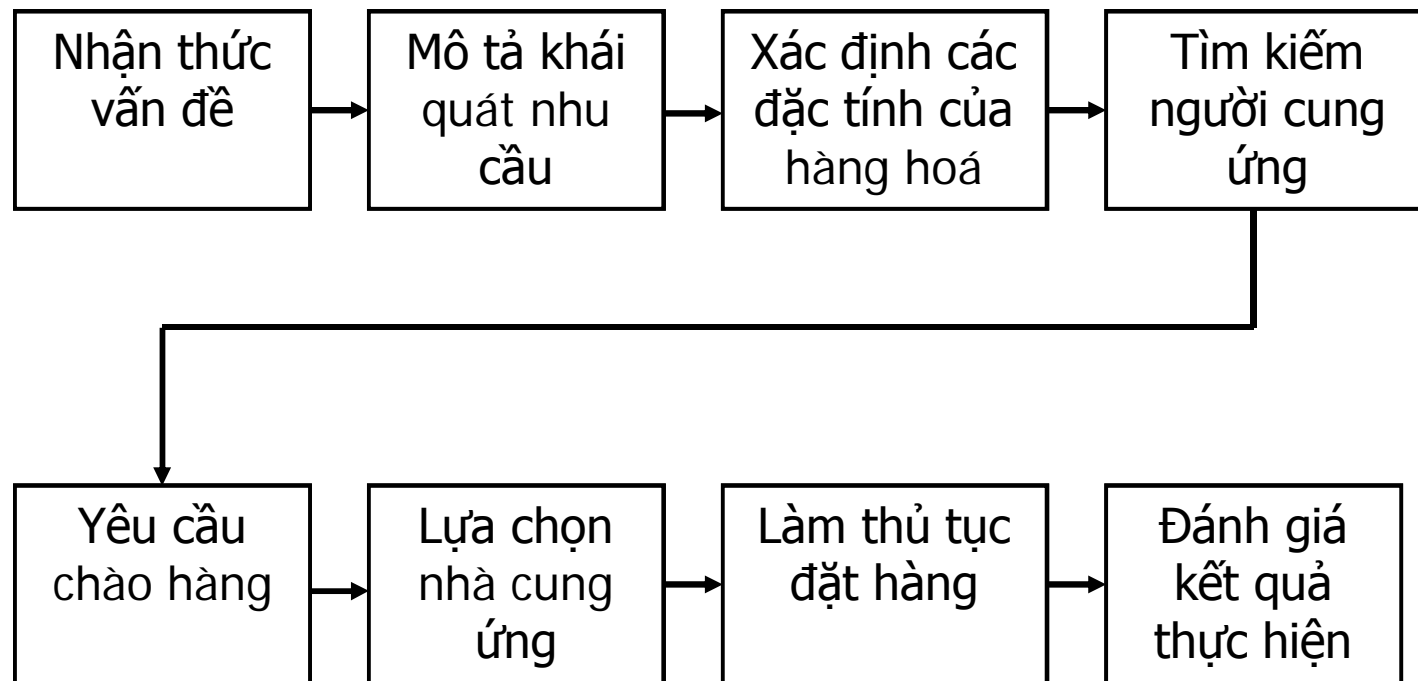 Nhận thức
vấn đề
Mô tả khái
quát nhu
cầu
Xác định các
đặc tính của
hàng hoá
Tìm kiếm
người cung
ứng
Yêu cầu
chào hàng
Lựa chọn
nhà cung
ứng
Làm thủ tục
đặt hàng
Đánh giá
kết quả
thực hiện